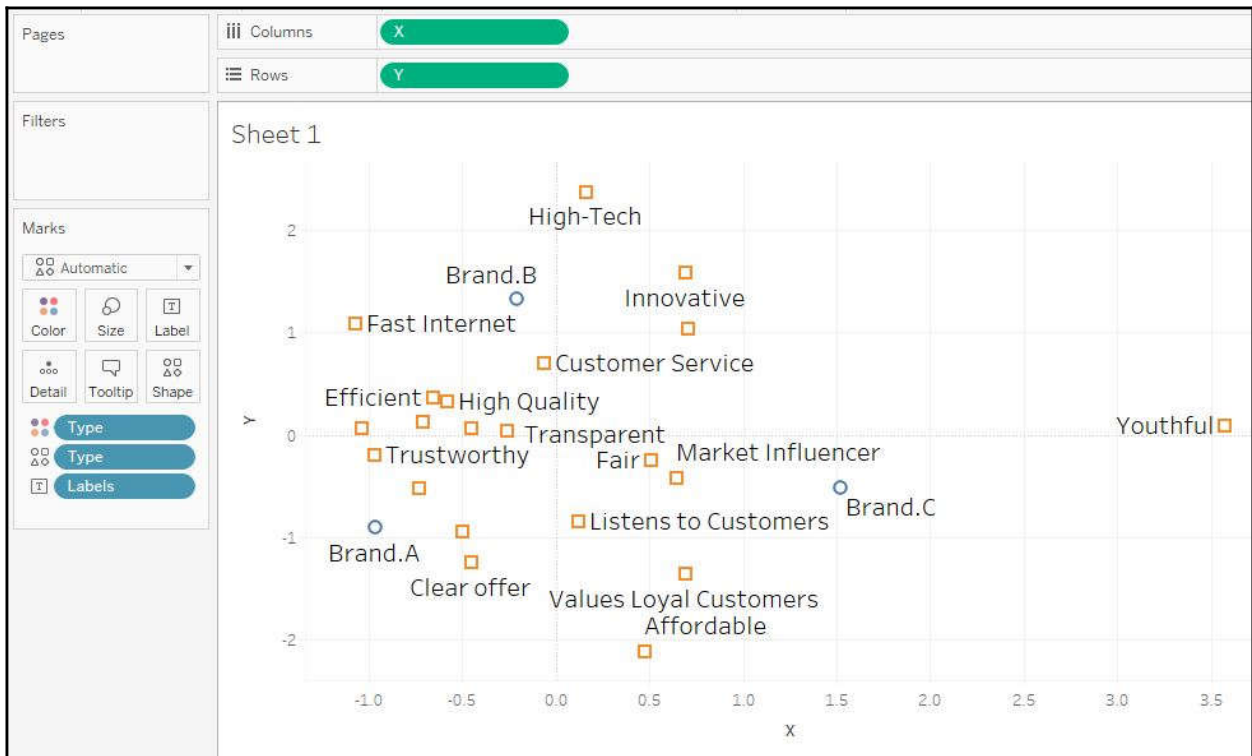 Pages
Columns
X
Rows
Y
Filters
Marks
Automatic
Color
Size
Label
Detail
Tooltip
Shape
Type
Type
Labels
Sheet 1
High-Tech
Brand.B
Innovative
Fast Internet
Customer Service
Efficient
High Quality
Transparent
Youthful
Trustworthy
Fair
Market Influencer
Brand.C
Listens to Customers
Brand.A
Clear offer
Values Loyal Customers
Affordable
Y
2
1
0
-1
-2
-1.0
-0.5
0.0
0.5
1.0
1.5
2.0
2.5
3.0
3.5
X